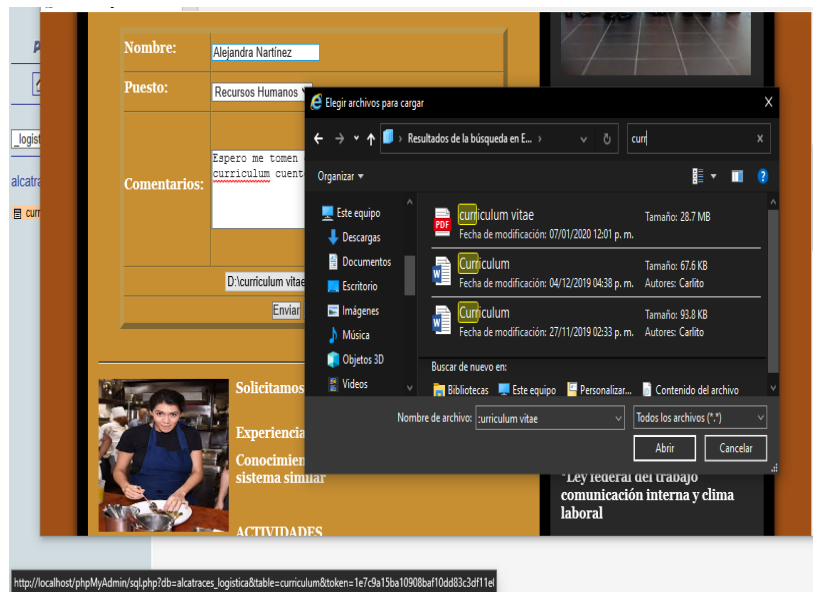 Nombre:
Alejandra Nartínez
Puesto:
Recursos Humanos
Comentarios:
Espero me tomen
curriculum cuent
D:\curriculum vitae
Enviar
_logist
alcatra
curr
Elegir archivos para cargar
Resultados de la búsqueda en E...
curr
Organizar
Este equipo
Descargas
Documentos
Escritorio
Imágenes
Música
Objetos 3D
Videos
PDF
curriculum vitae
Tamaño: 28.7 MB
Fecha de modificación: 07/01/2020 12:01 p. m.
Curriculum
Tamaño: 67.6 KB
Fecha de modificación: 04/12/2019 04:38 p. m.
Autores: Carlito
Curriculum
Tamaño: 93.8 KB
Fecha de modificación: 27/11/2019 02:33 p. m.
Autores: Carlito
Buscar de nuevo en:
Bibliotecas
Este equipo
Personalizar...
Contenido del archivo
Nombre de archivo:
:urriculum vitae
Todos los archivos (*.*)
Abrir
Cancelar
Solicitamos
Experiencia
Conocimien
sistema similar
ACTIVIDADES
*Ley federal del trabajo
comunicación interna y clima
laboral
http://localhost/phpMyAdmin/sql.php?db=alcatraces_logistica&table=curriculum&token=1e7c9a15ba10908baf10dd83c3df11el